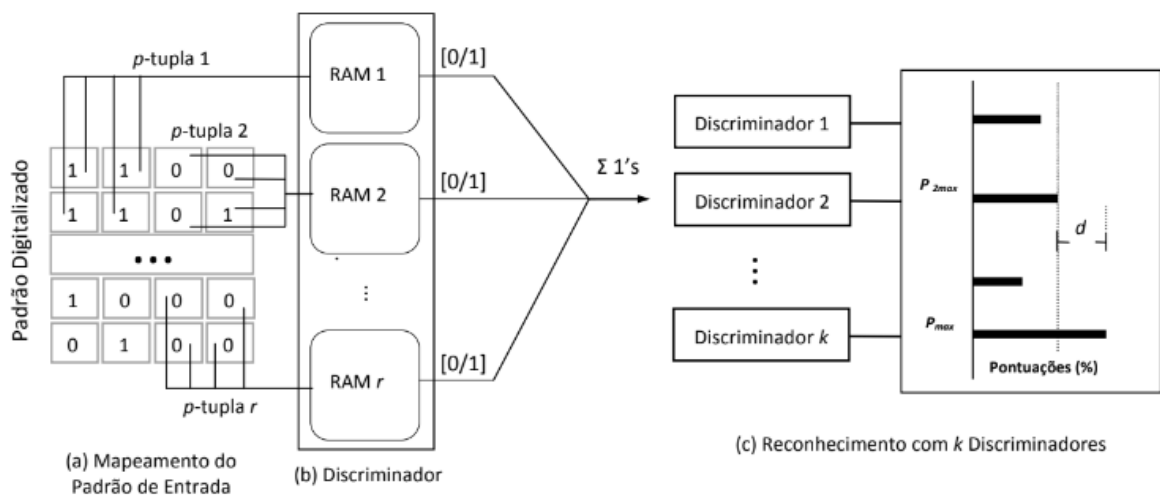 p-tupla 1
p-tupla 2
Padrão Digitalizado
1 1 0 0
1 1 0 1
...
1 0 0 0
0 1 0 0
p-tupla r
(a) Mapeamento do
Padrão de Entrada
RAM 1
RAM 2
...
RAM r
(b) Discriminador
[0/1]
[0/1]
[0/1]
Σ 1's
Discriminador 1
Discriminador 2
...
Discriminador k
P2max
d
Pmax
Pontuações (%)
(c) Reconhecimento com k Discriminadores